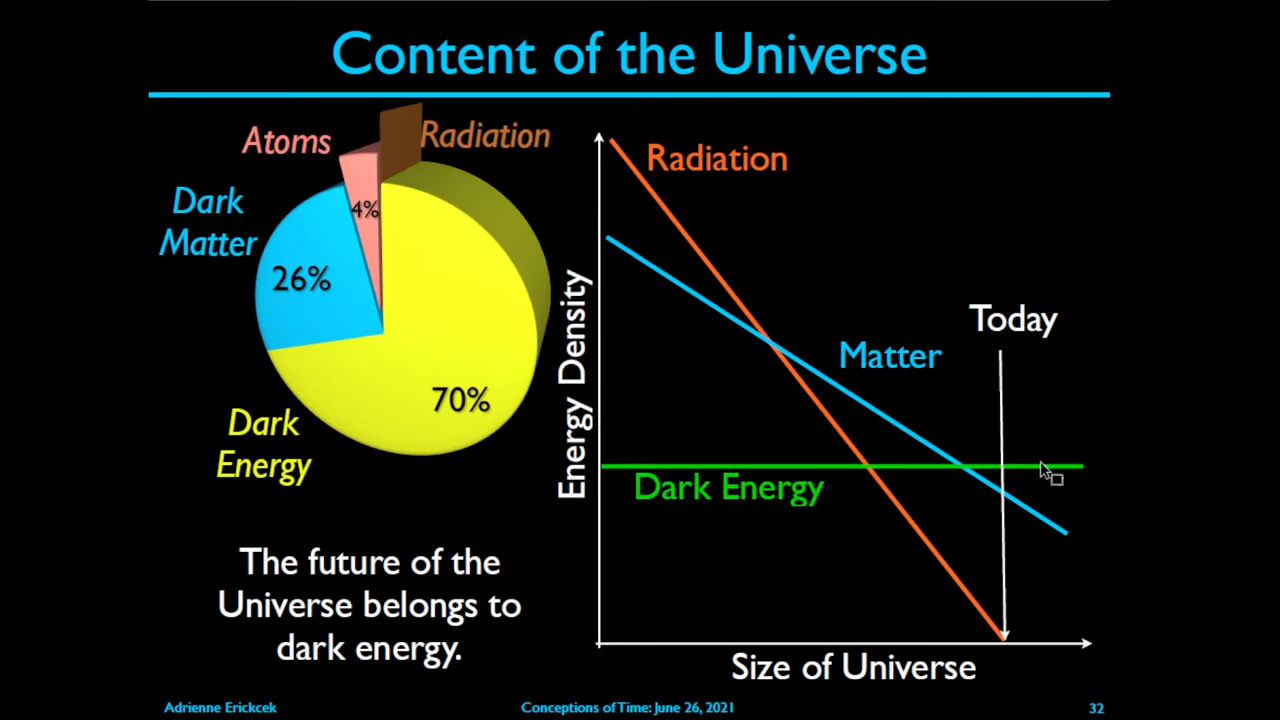 Content of the Universe
Atoms
Radiation
Dark
Matter
4%
26%
70%
Dark
Energy
The future of the
Universe belongs to
dark energy.
Energy Density
Radiation
Today
Matter
Dark Energy
Size of Universe
Adrienne Erickcek
Conceptions of Time: June 26, 2021
32